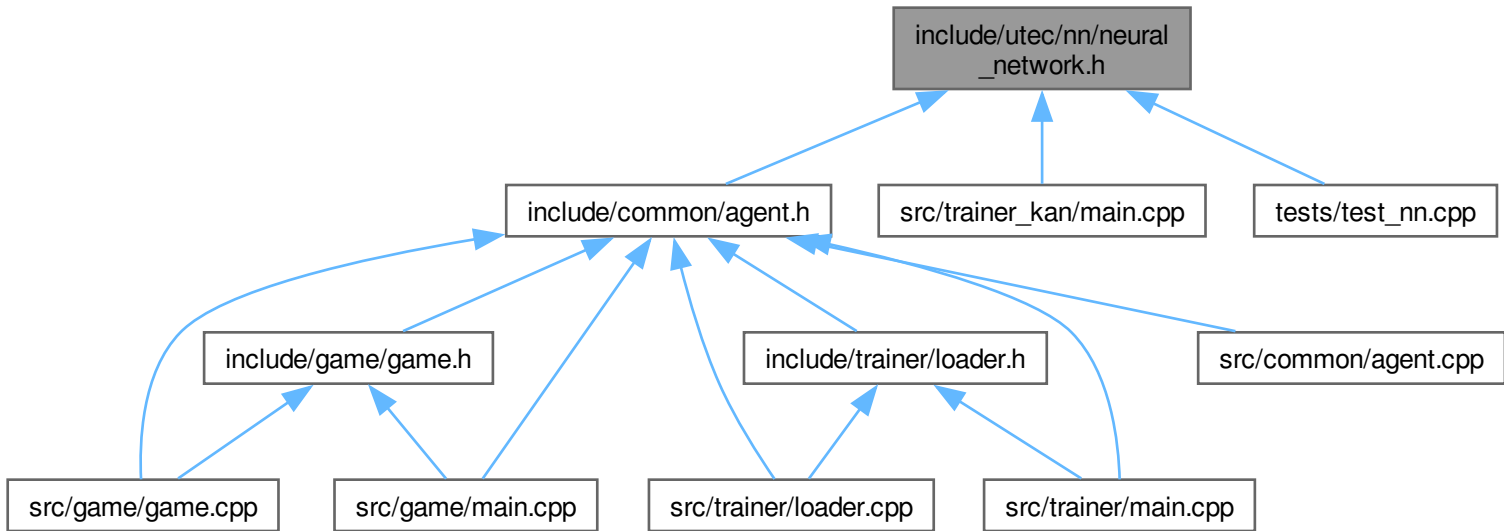 include/utec/nn/neural
_network.h
include/common/agent.h
src/trainer_kan/main.cpp
tests/test_nn.cpp
include/game/game.h
include/trainer/loader.h
src/common/agent.cpp
src/game/game.cpp
src/game/main.cpp
src/trainer/loader.cpp
src/trainer/main.cpp